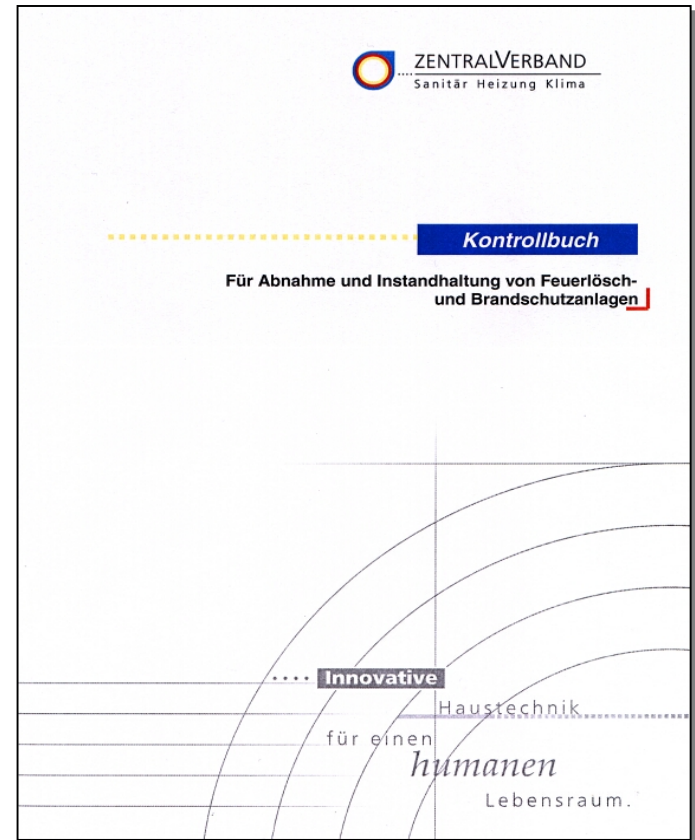 ZENTRALVERBAND
Sanitär Heizung Klima
Kontrollbuch
Für Abnahme und Instandhaltung von Feuerlösch-
und Brandschutzanlagen
Innovative
Haustechnik
für einen
humanen
Lebensraum.